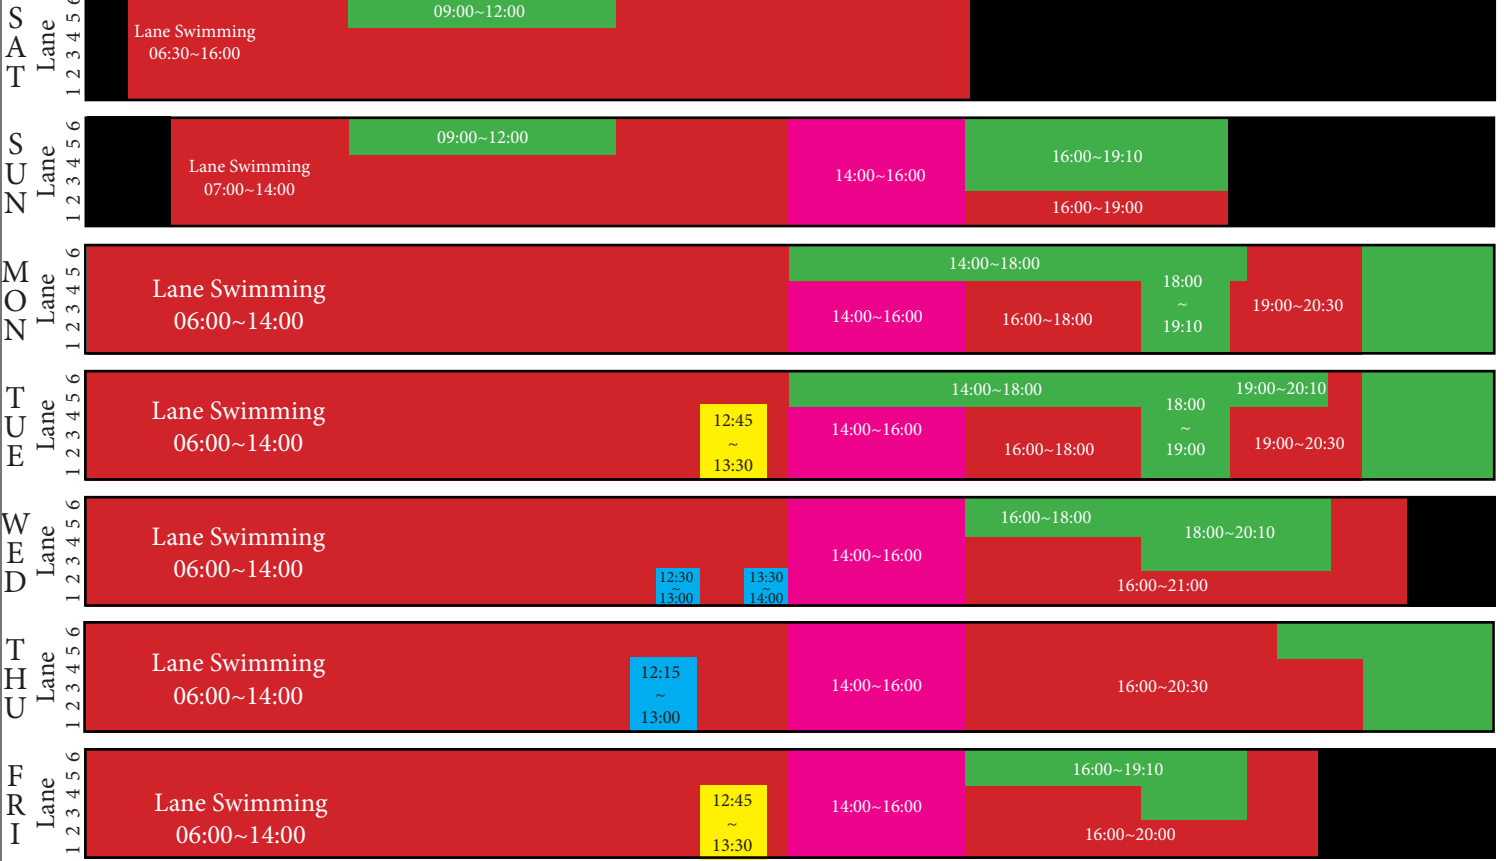 SAT
Lane
1 2 3 4 5 6
09:00~12:00
Lane Swimming
06:30~16:00
SUN
Lane
1 2 3 4 5 6
09:00~12:00
Lane Swimming
07:00~14:00
14:00~16:00
16:00~19:10
16:00~19:00
MON
Lane
1 2 3 4 5 6
Lane Swimming
06:00~14:00
14:00~18:00
14:00~16:00
16:00~18:00
18:00
~
19:10
19:00~20:30
TUE
Lane
1 2 3 4 5 6
Lane Swimming
06:00~14:00
12:45
~
13:30
14:00~18:00
14:00~16:00
16:00~18:00
18:00
~
19:00
19:00~20:10
19:00~20:30
WED
Lane
1 2 3 4 5 6
Lane Swimming
06:00~14:00
12:30
~
13:00
13:30
~
14:00
14:00~16:00
16:00~18:00
18:00~20:10
16:00~21:00
THU
Lane
1 2 3 4 5 6
Lane Swimming
06:00~14:00
12:15
~
13:00
14:00~16:00
16:00~20:30
FRI
Lane
1 2 3 4 5 6
Lane Swimming
06:00~14:00
12:45
~
13:30
14:00~16:00
16:00~19:10
16:00~20:00